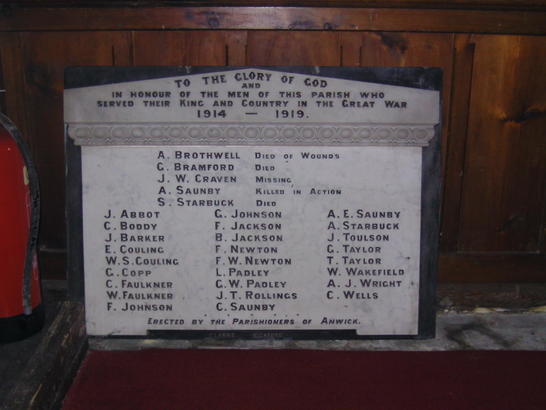 TO THE GLORY OF GOD
AND
IN HONOUR OF THE MEN OF THIS PARISH WHO
SERVED THEIR KING AND COUNTRY IN THE GREAT WAR
1914 — 1919.
A. BROTHWELL DIED OF WOUNDS
G. BRAMFORD DIED
J. W. CRAVEN MISSING
A. SAUNBY KILLED IN ACTION
S. STARBUCK DIED
J. ABBOT G. JOHNSON A. E. SAUNBY
C. BODDY F. JACKSON A. STARBUCK
J. BARKER B. JACKSON J. TOULSON
E. COULING F. NEWTON G. TAYLOR
W. S. COULING F. W. NEWTON T. TAYLOR
G. COPP L. PADLEY W. WAKEFIELD
C. FAULKNER G. W. PADLEY A. J. WRIGHT
W. FAULKNER J. T. ROLLINGS C. WELLS
F. JOHNSON C. SAUNBY
ERECTED BY THE PARISHIONERS OF ANWICK.